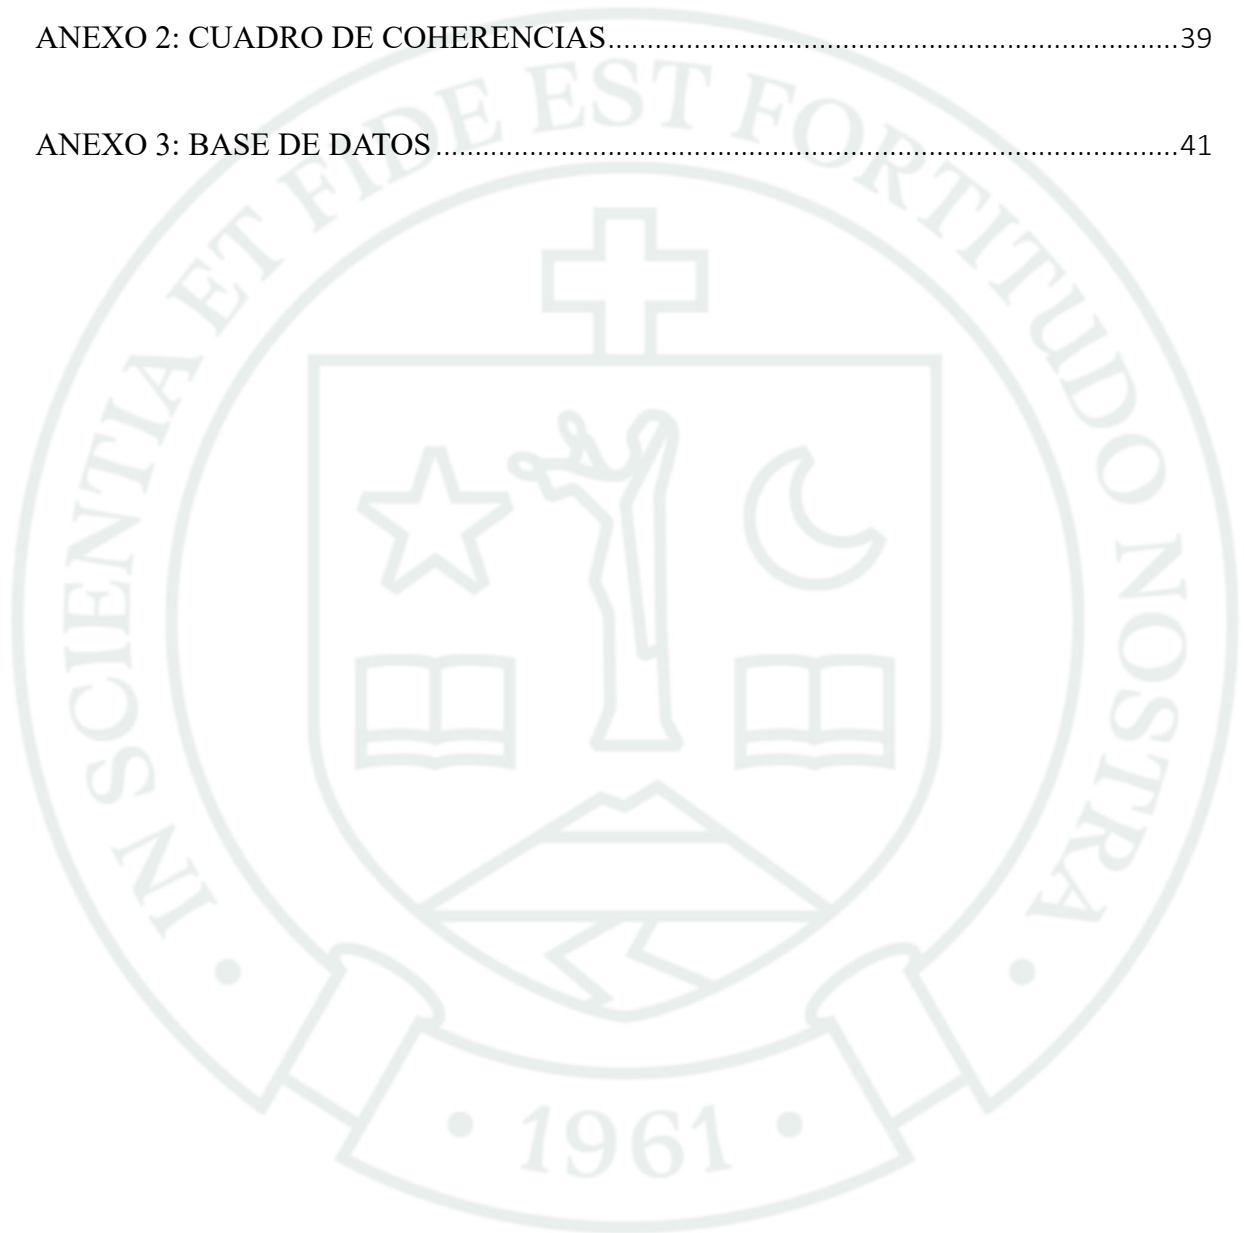 ANEXO 2: CUADRO DE COHERENCIAS..........................................................................39
ANEXO 3: BASE DE DATOS................................................................................................41
IN SCIENTIA ET FIDE EST FORTITUDO NOSTRA
• 1961 •